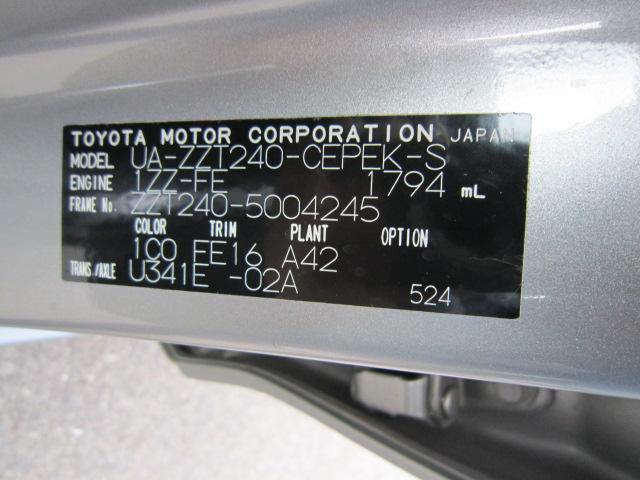 TOYOTA MOTOR CORPORATION JAPAN
MODEL UA-ZZT240-CEPEK-S
ENGINE 1ZZ-FE 1794 mL
FRAME No. ZZT240-5004245
COLOR TRIM PLANT OPTION
1C0 EE16 A42
TRANS./AXLE U341E -02A
524